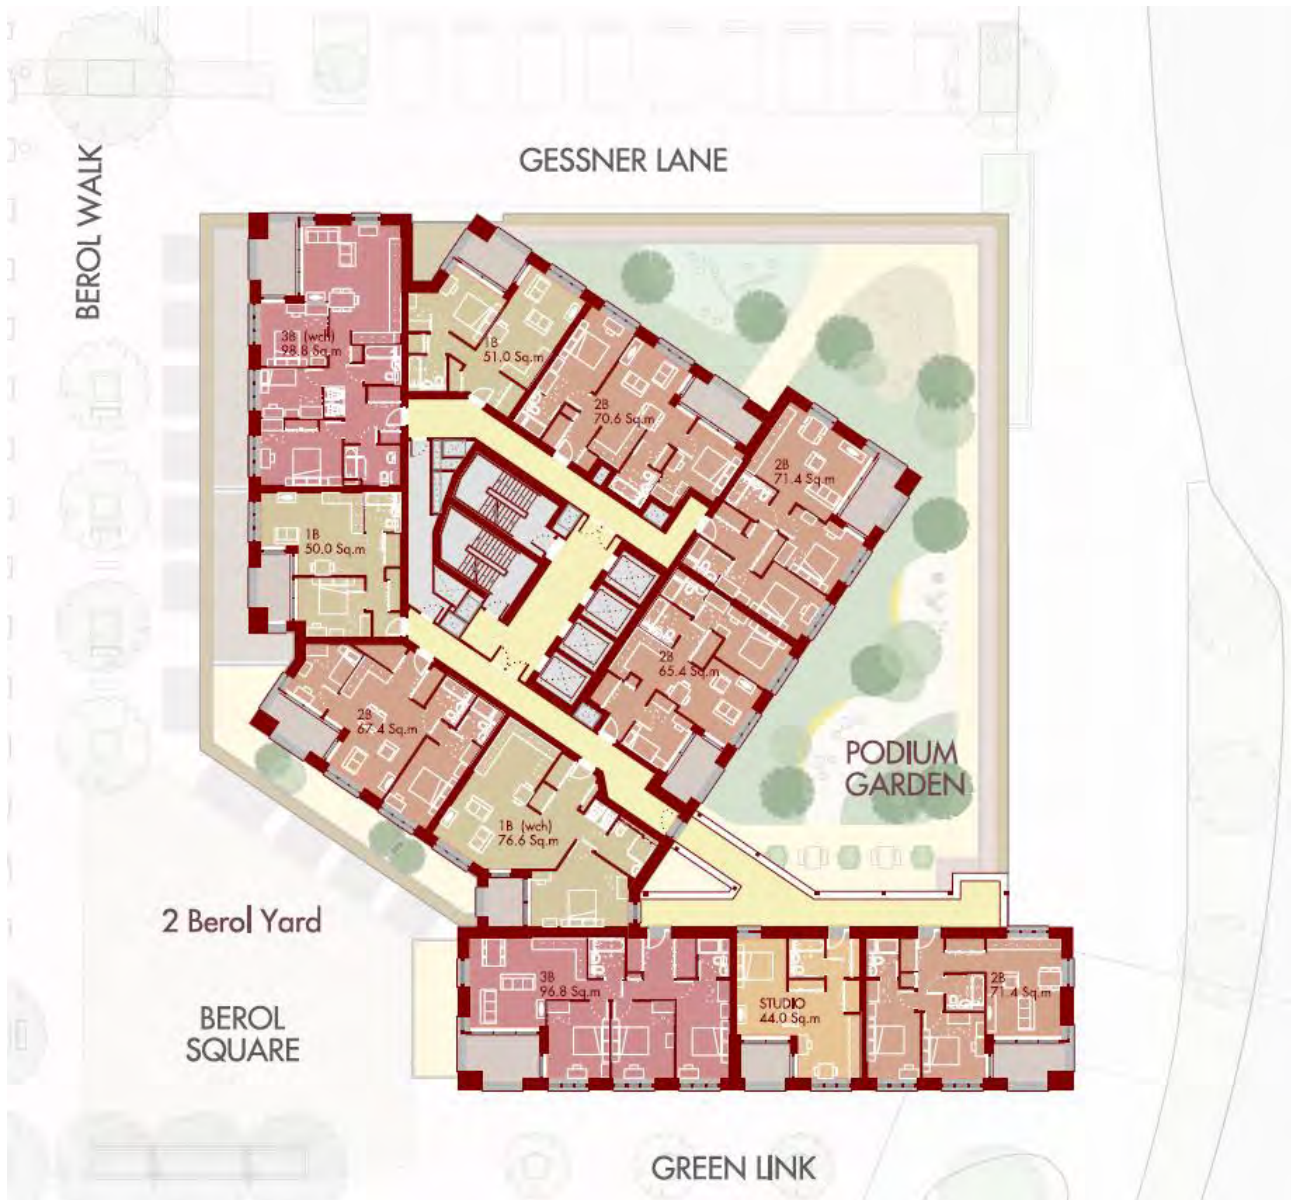 GESSNER LANE
BEROL WALK
3B (wch)
98.8 Sq.m
1B
51.0 Sq.m
2B
70.6 Sq.m
2B
71.4 Sq.m
1B
50.0 Sq.m
2B
65.4 Sq.m
2B
67.4 Sq.m
PODIUM
GARDEN
1B (wch)
76.6 Sq.m
2 Berol Yard
3B
96.8 Sq.m
STUDIO
44.0 Sq.m
2B
71.4 Sq.m
BEROL
SQUARE
GREEN LINK